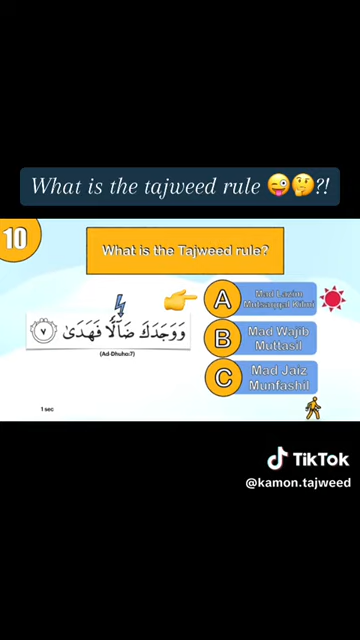 What is the tajweed rule 😜🤔?!
10
What is the Tajweed rule?
وَوَجَدَكَ ضَآلًّا فَهَدَىٰ ٧
(Ad-Dhuha:7)
A Mad Lazim
Mutsaqqal Kilmi
B Mad Wajib
Muttasil
C Mad Jaiz
Munfashil
1 sec
TikTok
@kamon.tajweed